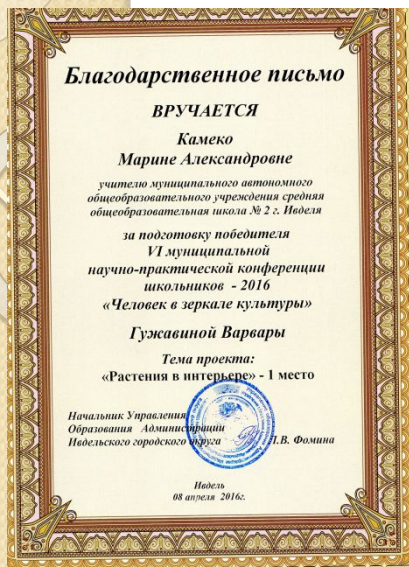 Благодарственное письмо
ВРУЧАЕТСЯ
Камеко
Марине Александровне
учителю муниципального автономного
общеобразовательного учреждения средняя
общеобразовательная школа № 2 г. Ивделя
за подготовку победителя
VI муниципальной
научно-практической конференции
школьников - 2016
«Человек в зеркале культуры»
Гужавиной Варвары
Тема проекта:
«Растения в интерьере» - 1 место
Начальник Управления
Образования Администрации
Ивдельского городского округа Л.В. Фомина
Ивдель
08 апреля 2016г.